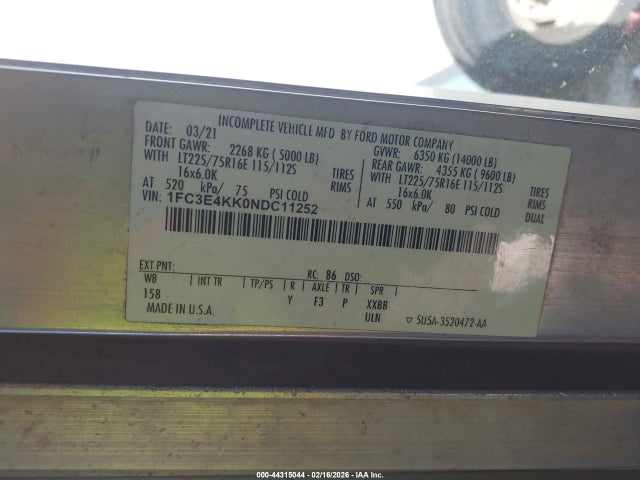 INCOMPLETE VEHICLE MFD BY FORD MOTOR COMPANY
DATE: 03/21 GVWR: 6350 KG (14000 LB)
FRONT GAWR: 2268 KG ( 5000 LB) REAR GAWR: 4355 KG ( 9600 LB)
WITH LT225/75R16E 115/112S TIRES WITH LT225/75R16E 115/112S TIRES
16x6.0K RIMS 16x6.0K RIMS
AT 520 kPa/ 75 PSI COLD AT 550 kPa/ 80 PSI COLD DUAL
VIN: 1FC3E4KK0NDC11252
EXT PNT: RC: 86 DSO:
WB INT TR TP/PS R AXLE TR SPR
158 Y F3 P XXBB
MADE IN U.S.A. ULN ▽ 5U5A-3520472-AA
000-44315044 | 02/16/2026 - IAA Inc.